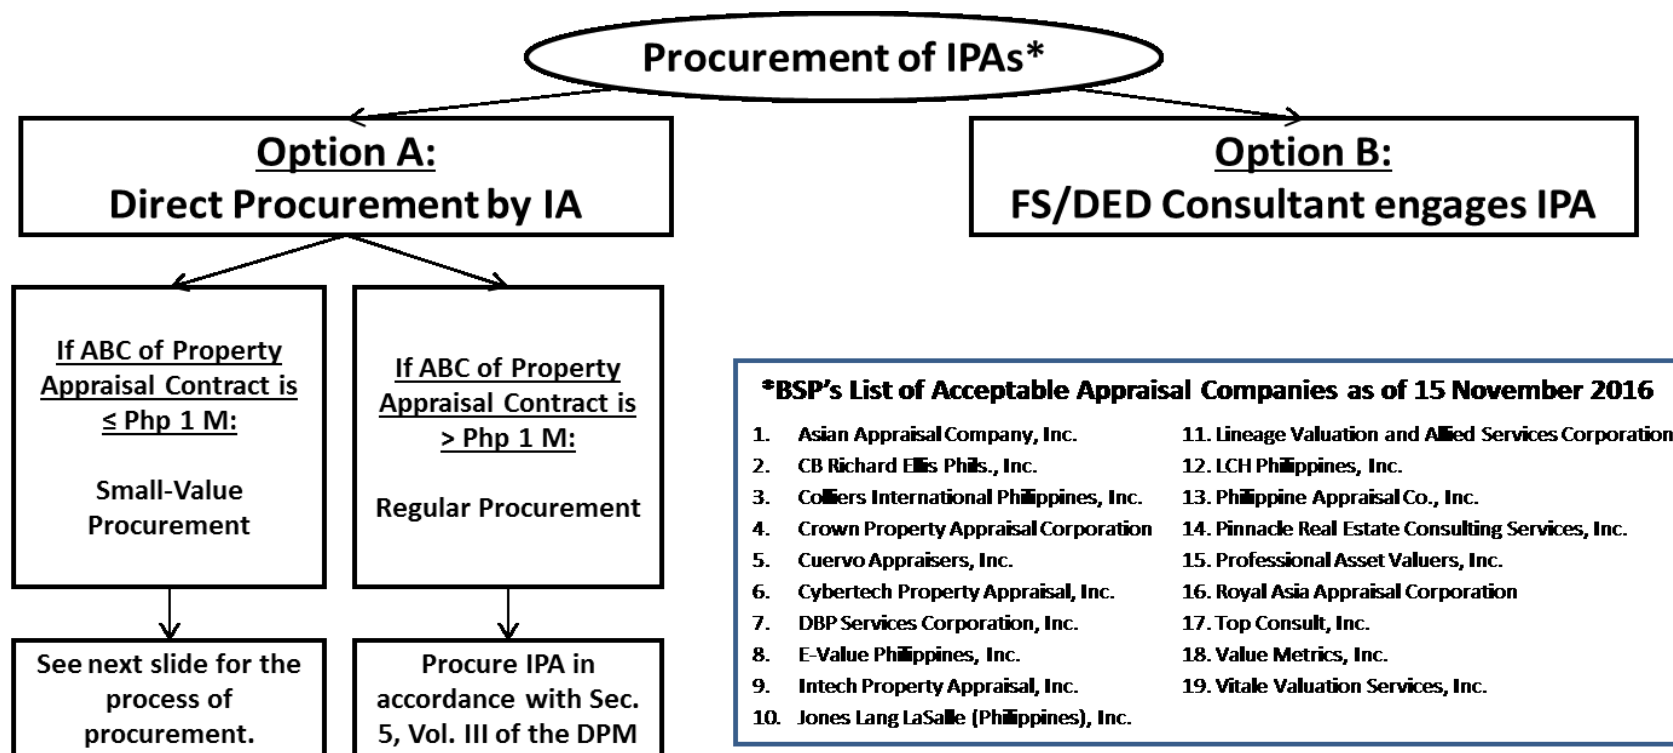 Procurement of IPAs*
Option A:
Direct Procurement by IA
Option B:
FS/DED Consultant engages IPA
If ABC of Property
Appraisal Contract is
≤ Php 1 M:
Small-Value
Procurement
If ABC of Property
Appraisal Contract is
> Php 1 M:
Regular Procurement
See next slide for the
process of
procurement.
Procure IPA in
accordance with Sec.
5, Vol. III of the DPM
*BSP's List of Acceptable Appraisal Companies as of 15 November 2016
1. Asian Appraisal Company, Inc.
2. CB Richard Ellis Phils., Inc.
3. Colliers International Philippines, Inc.
4. Crown Property Appraisal Corporation
5. Cuervo Appraisers, Inc.
6. Cybertech Property Appraisal, Inc.
7. DBP Services Corporation, Inc.
8. E-Value Philippines, Inc.
9. Intech Property Appraisal, Inc.
10. Jones Lang LaSalle (Philippines), Inc.
11. Lineage Valuation and Allied Services Corporation
12. LCH Philippines, Inc.
13. Philippine Appraisal Co., Inc.
14. Pinnacle Real Estate Consulting Services, Inc.
15. Professional Asset Valuers, Inc.
16. Royal Asia Appraisal Corporation
17. Top Consult, Inc.
18. Value Metrics, Inc.
19. Vitale Valuation Services, Inc.